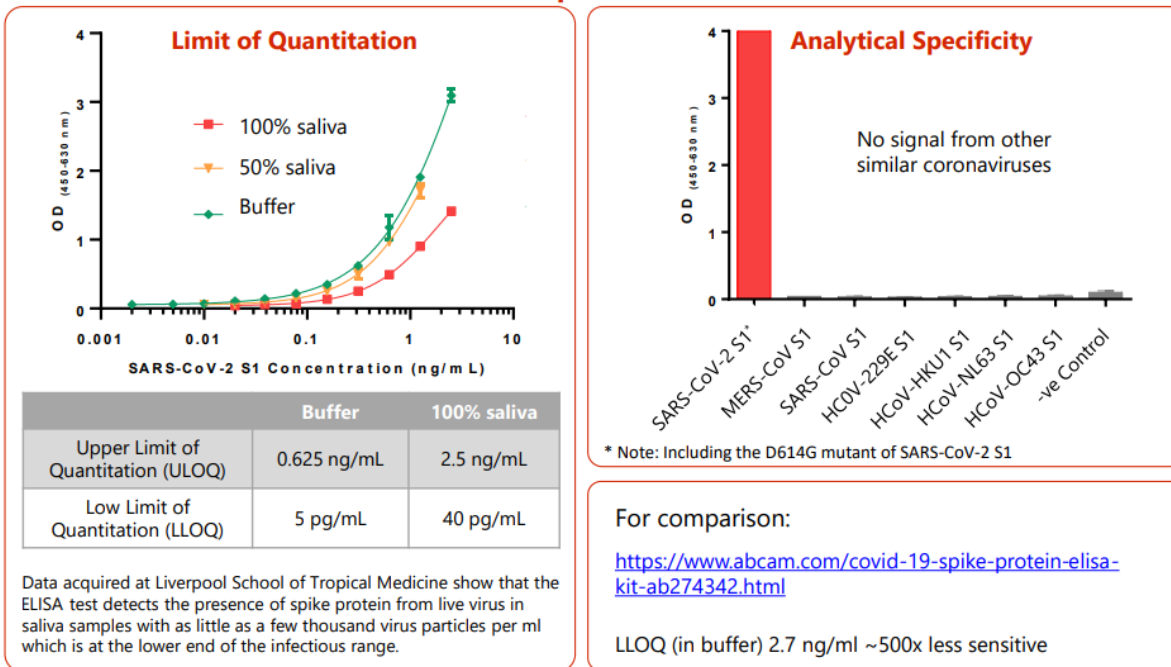 Limit of Quantitation
4
3
2
1
0
OD (450-630 nm)
100% saliva
50% saliva
Buffer
0.001 0.01 0.1 1 10
SARS-CoV-2 S1 Concentration (ng/mL)
Buffer 100% saliva
Upper Limit of
Quantitation (ULOQ) 0.625 ng/mL 2.5 ng/mL
Low Limit of
Quantitation (LLOQ) 5 pg/mL 40 pg/mL
Data acquired at Liverpool School of Tropical Medicine show that the
ELISA test detects the presence of spike protein from live virus in
saliva samples with as little as a few thousand virus particles per ml
which is at the lower end of the infectious range.
Analytical Specificity
4
3
2
1
0
OD (450-630 nm)
No signal from other
similar coronaviruses
SARS-CoV-2 S1*
MERS-CoV S1
SARS-CoV S1
HC0V-229E S1
HCoV-HKU1 S1
HCoV-NL63 S1
HCoV-OC43 S1
-ve Control
* Note: Including the D614G mutant of SARS-CoV-2 S1
For comparison:
https://www.abcam.com/covid-19-spike-protein-elisa-
kit-ab274342.html
LLOQ (in buffer) 2.7 ng/ml ~500x less sensitive